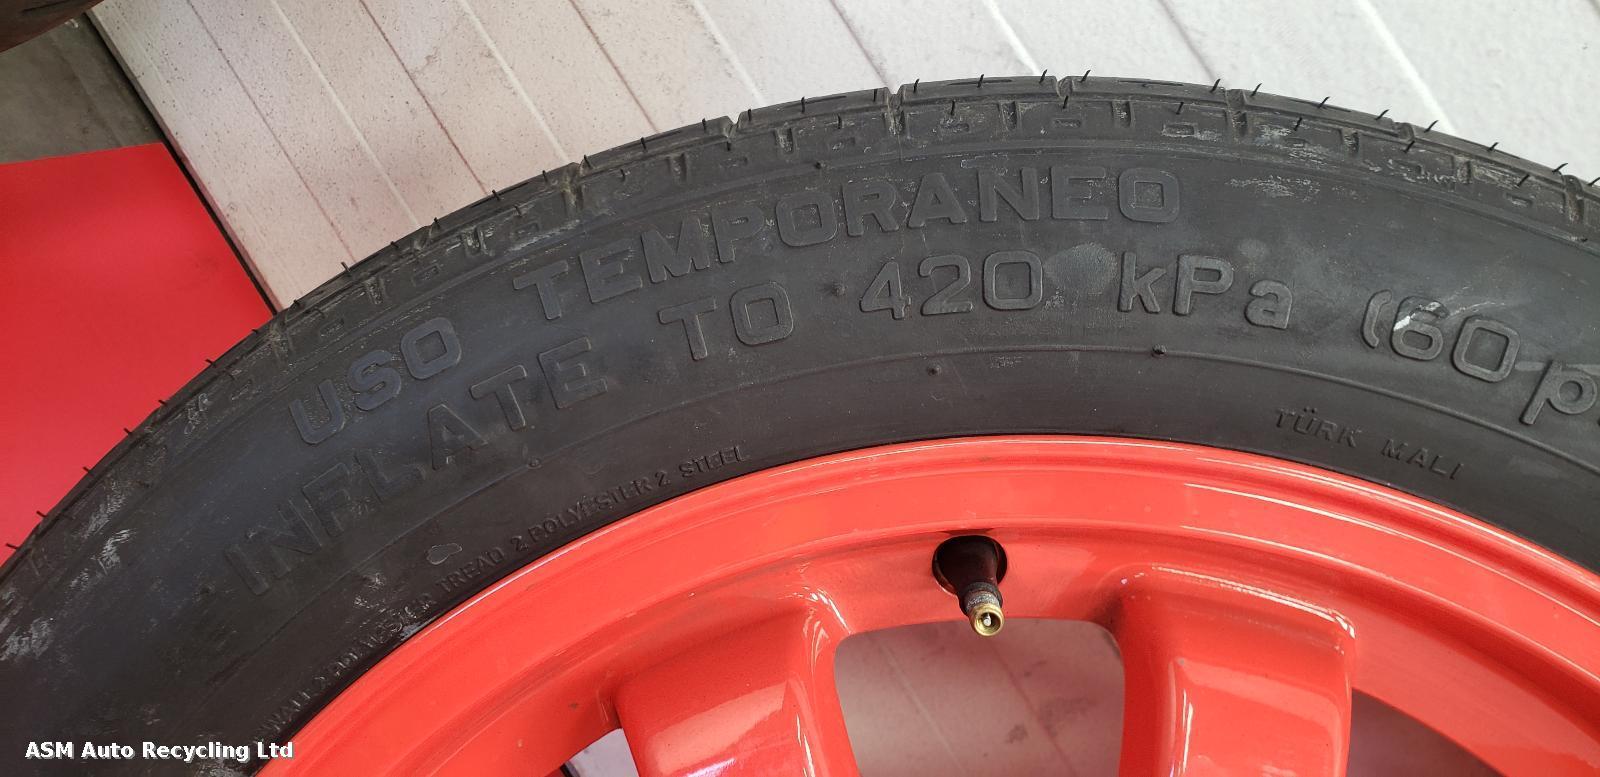 USO TEMPORANEO
INFLATE TO 420 kPa (60 p
TREAD 2 POLYESTER 2 STEEL
TÜRK MALI
ASM Auto Recycling Ltd